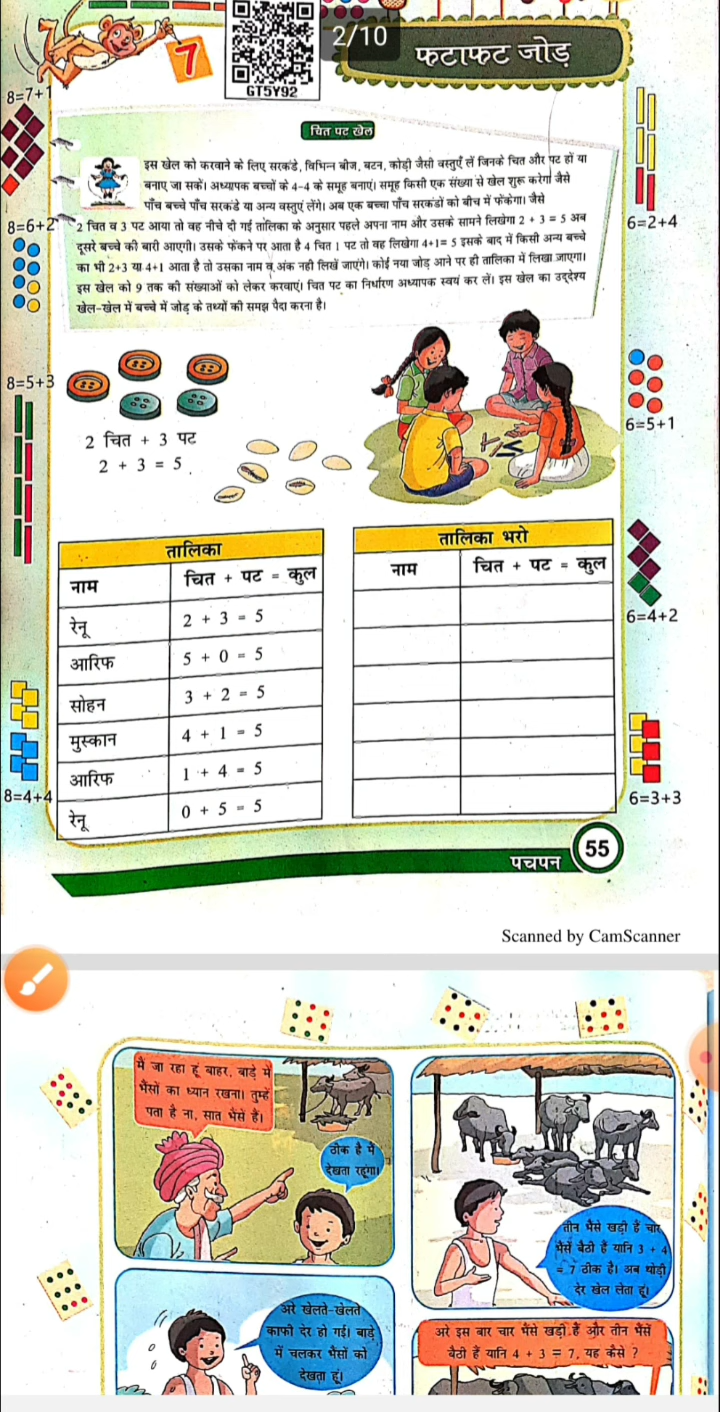 2/10
7
GT5Y92
फटाफट जोड़
8=7+1
चित पट खेल
इस खेल को करवाने के लिए सरकंडे, विभिन्न बीज, बटन, कोड़ी जैसी वस्तुएँ लें जिनके चित और पट हों या
बनाए जा सकें। अध्यापक बच्चों के 4-4 के समूह बनाएं। समूह किसी एक संख्या से खेल शुरू करेगा जैसे
पाँच बच्चे पाँच सरकंडे या अन्य वस्तुएं लेंगे। अब एक बच्चा पाँच सरकंडों को बीच में फेंकेगा। जैसे
8=6+2
2 चित व 3 पट आया तो वह नीचे दी गई तालिका के अनुसार पहले अपना नाम और उसके सामने लिखेगा 2 + 3 = 5 अब
6=2+4
दूसरे बच्चे की बारी आएगी। उसके फेंकने पर आता है 4 चित 1 पट तो वह लिखेगा 4+1= 5 इसके बाद में किसी अन्य बच्चे
का भी 2+3 या 4+1 आता है तो उसका नाम व अंक नही लिखें जाएंगे। कोई नया जोड़ आने पर ही तालिका में लिखा जाएगा।
इस खेल को 9 तक की संख्याओं को लेकर करवाएं। चित पट का निर्धारण अध्यापक स्वयं कर लें। इस खेल का उद्देश्य
खेल-खेल में बच्चे में जोड़ के तथ्यों की समझ पैदा करना है।
8=5+3
6=5+1
2 चित + 3 पट
2 + 3 = 5
तालिका
नाम चित + पट = कुल
रेनू 2 + 3 = 5
आरिफ 5 + 0 = 5
सोहन 3 + 2 = 5
मुस्कान 4 + 1 = 5
आरिफ 1 + 4 = 5
रेनू 0 + 5 = 5
तालिका भरो
नाम चित + पट = कुल
6=4+2
8=4+4
6=3+3
पचपन 55
Scanned by CamScanner
मैं जा रहा हूं बाहर, बाड़े में
भैंसों का ध्यान रखना। तुम्हें
पता है ना, सात भैंसे हैं।
ठीक है मैं
देखता रहूंगा।
तीन भैंसे खड़ी हैं चार
भैंसें बैठी हैं यानि 3 + 4
= 7 ठीक है। अब थोड़ी
देर खेल लेता हूं।
अरे खेलते-खेलते
काफी देर हो गई। बाड़े
में चलकर भैंसों को
देखता हूं।
अरे इस बार चार भैंसे खड़ी हैं और तीन भैंसें
बैठी हैं यानि 4 + 3 = 7, यह कैसे ?